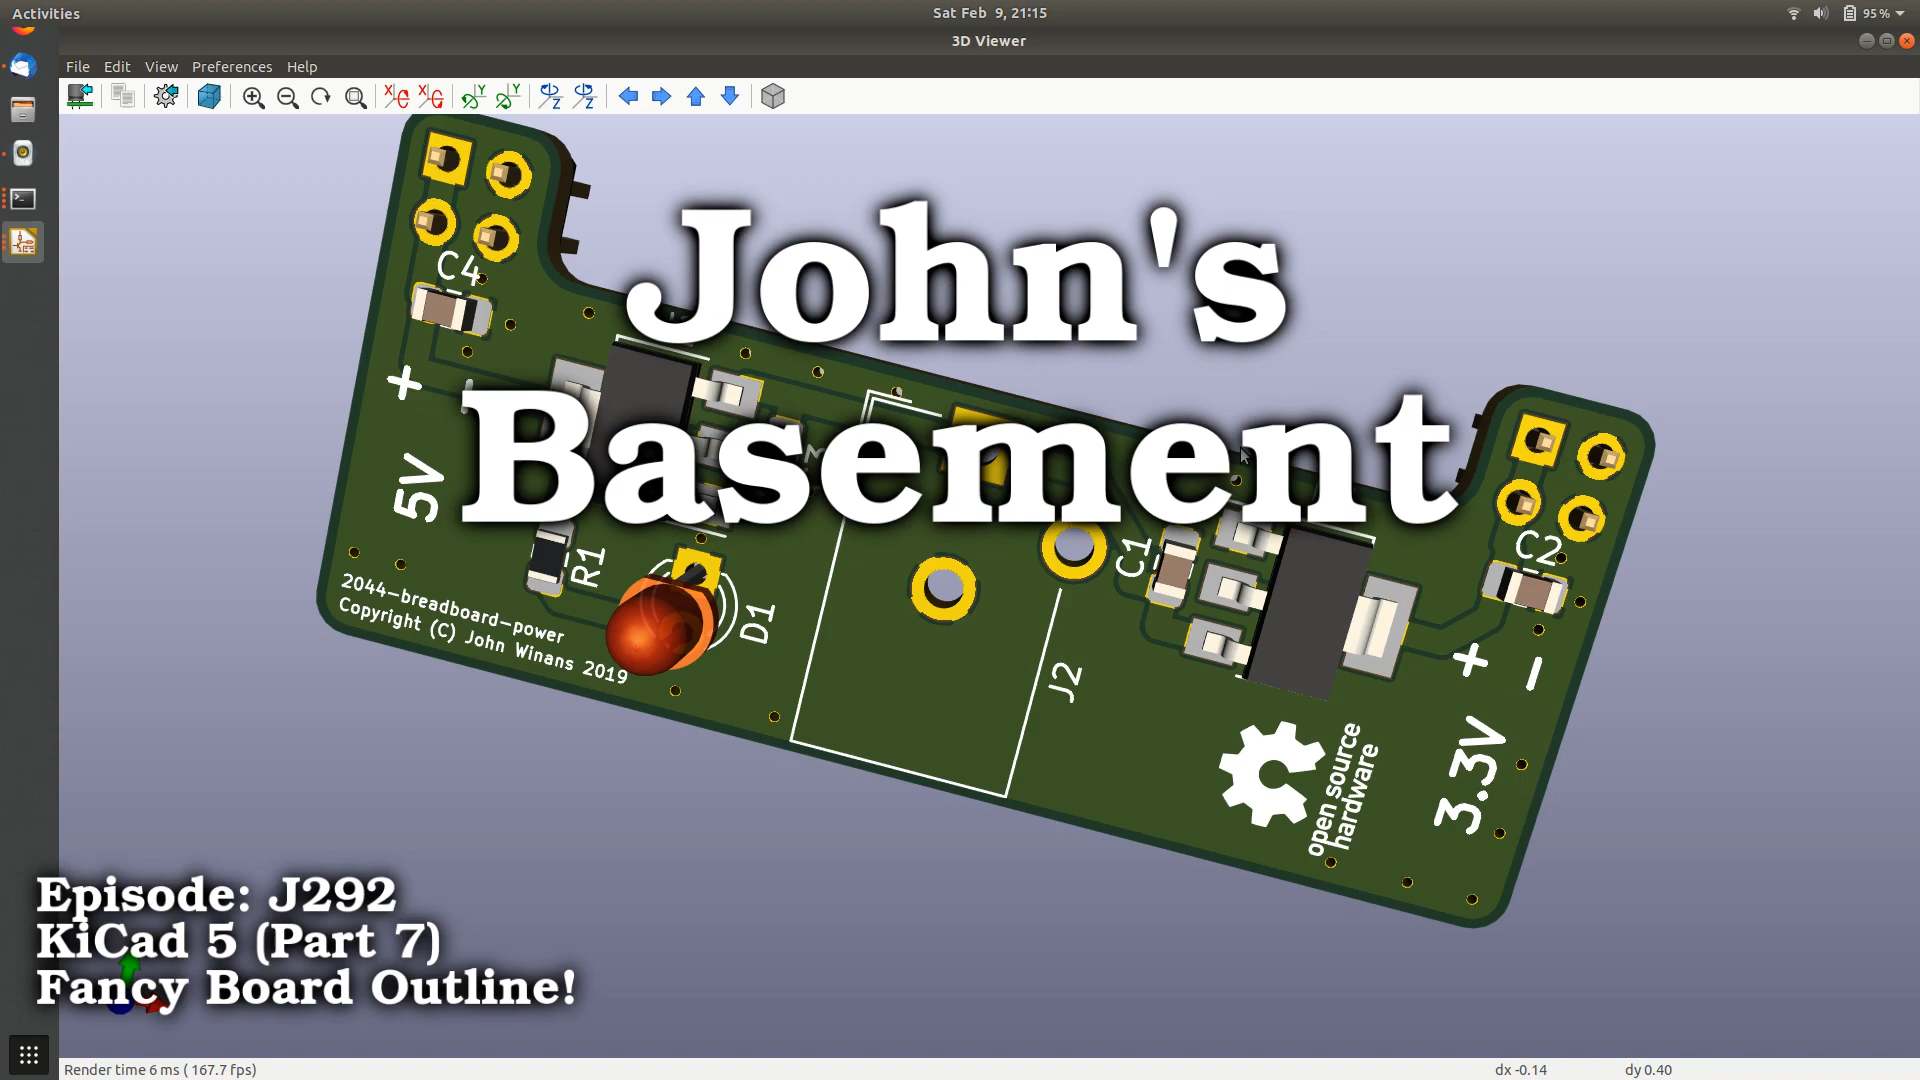 Activities
Sat Feb 9, 21:15
95%
3D Viewer
File Edit View Preferences Help
John's
Basement
C4
+ -
5V
R1
D1
2044-breadboard-power
Copyright (C) John Winans 2019
J2
C1
C2
+ -
3.3V
open source
hardware
Episode: J292
KiCad 5 (Part 7)
Fancy Board Outline!
Render time 6 ms ( 167.7 fps)
dx -0.14
dy 0.40